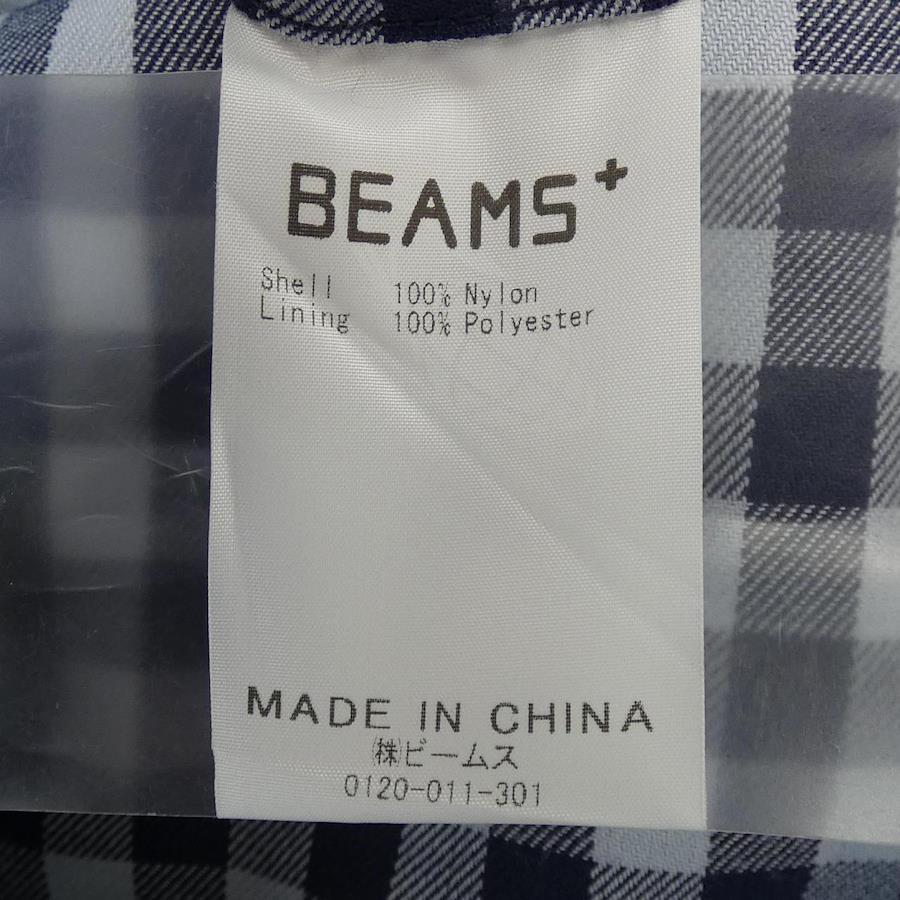 BEAMS+
Shell 100% Nylon
Lining 100% Polyester
MADE IN CHINA
㈱ビームス
0120-011-301